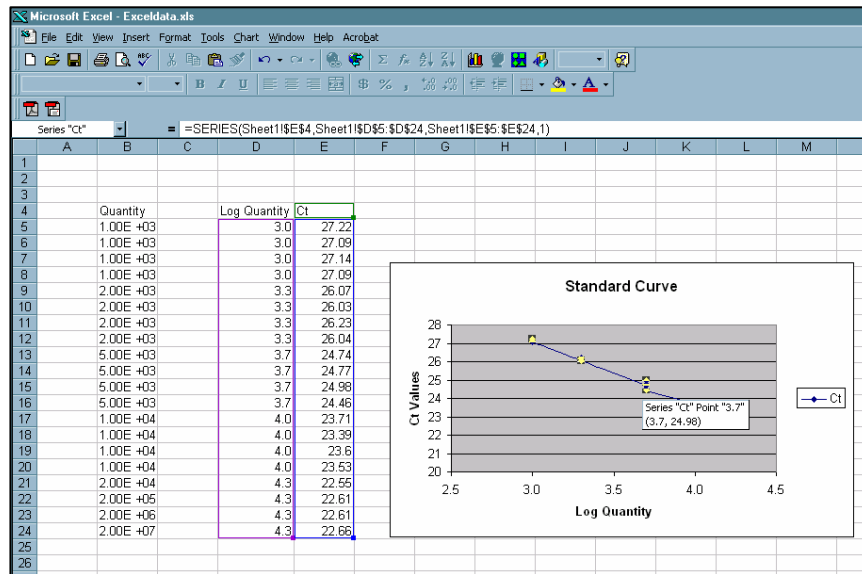 Microsoft Excel - Exceldata.xls
File Edit View Insert Format Tools Chart Window Help Acrobat
Series "Ct" = =SERIES(Sheet1!$E$4,Sheet1!$D$5:$D$24,Sheet1!$E$5:$E$24,1)
A B C D E F G H I J K L M
1
2
3
4 Quantity Log Quantity Ct
5 1.00E +03 3.0 27.22
6 1.00E +03 3.0 27.09
7 1.00E +03 3.0 27.14
8 1.00E +03 3.0 27.09
9 2.00E +03 3.3 26.07
10 2.00E +03 3.3 26.03
11 2.00E +03 3.3 26.23
12 2.00E +03 3.3 26.04
13 5.00E +03 3.7 24.74
14 5.00E +03 3.7 24.77
15 5.00E +03 3.7 24.98
16 5.00E +03 3.7 24.46
17 1.00E +04 4.0 23.71
18 1.00E +04 4.0 23.39
19 1.00E +04 4.0 23.6
20 1.00E +04 4.0 23.53
21 2.00E +04 4.3 22.55
22 2.00E +05 4.3 22.61
23 2.00E +06 4.3 22.61
24 2.00E +07 4.3 22.66
25
26
Standard Curve
Ct Values
28
27
26
25
24
23
22
21
20
2.5 3.0 3.5 4.0 4.5
Log Quantity
Series "Ct" Point "3.7"
(3.7, 24.98)
Ct